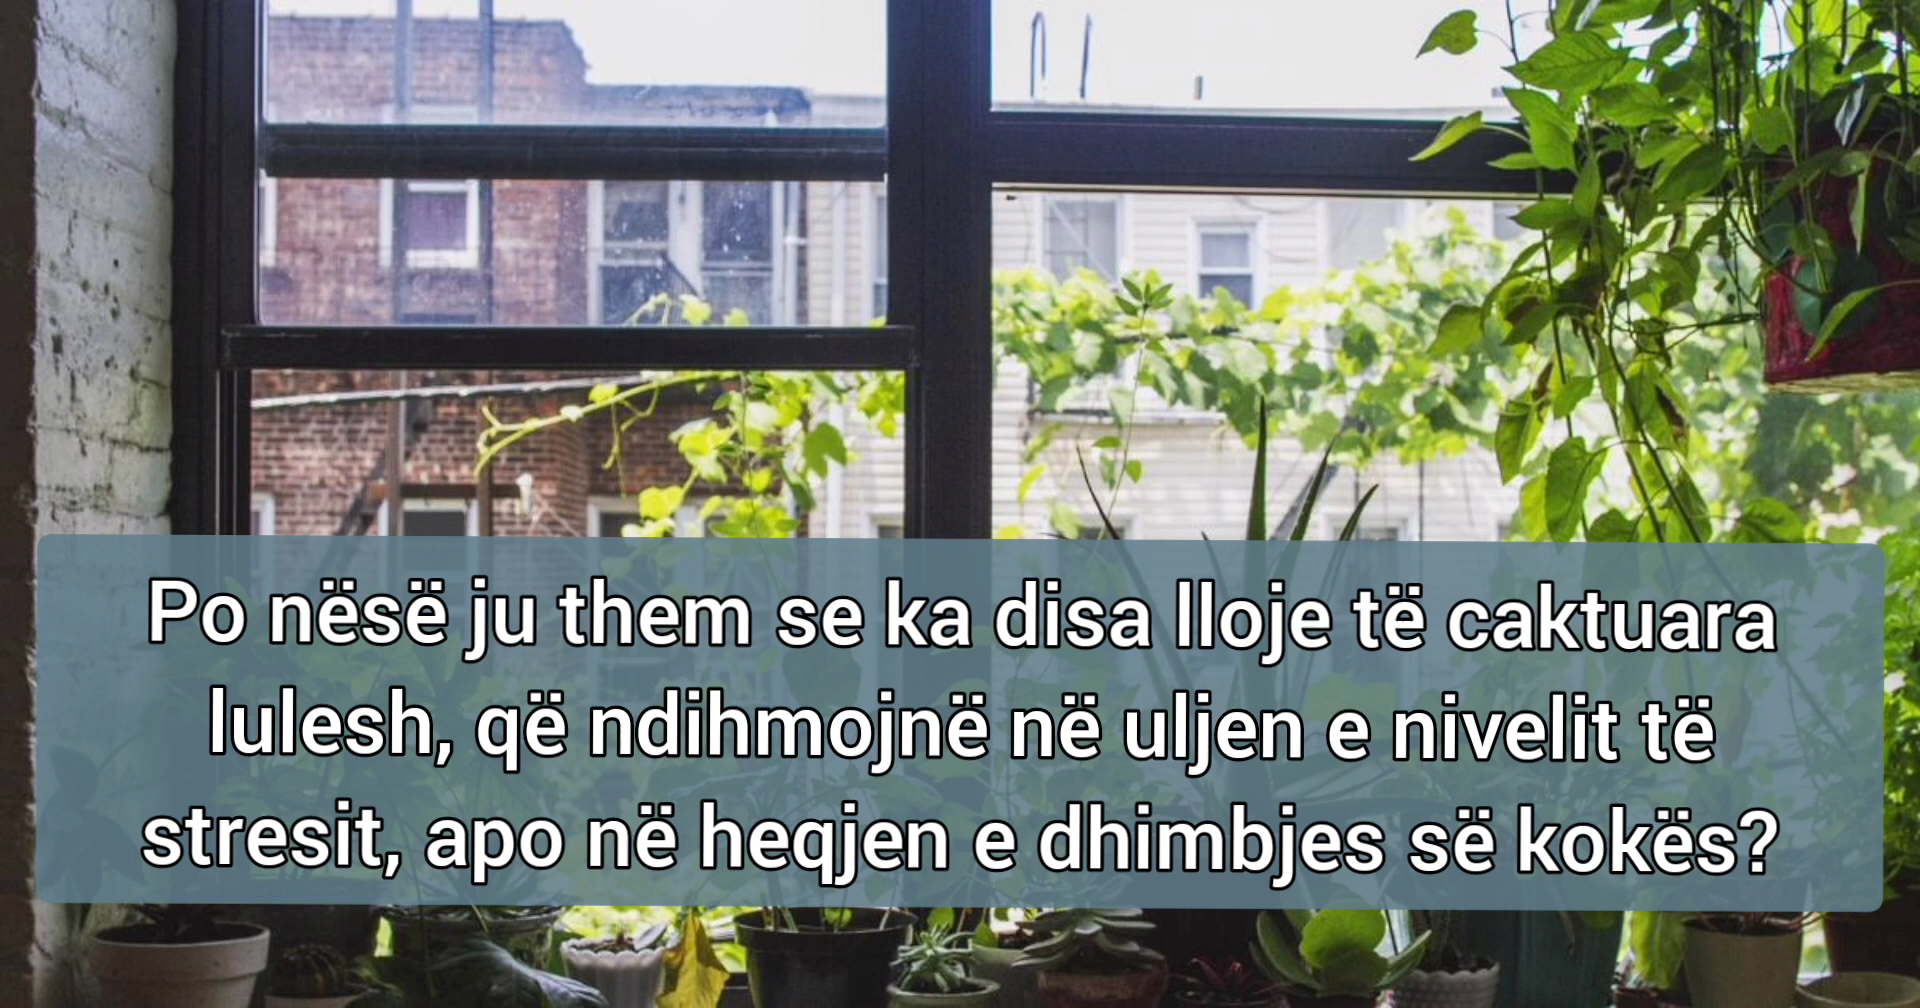 Po nësë ju them se ka disa lloje të caktuara
lulesh, që ndihmojnë në uljen e nivelit të
stresit, apo në heqjen e dhimbjes së kokës?